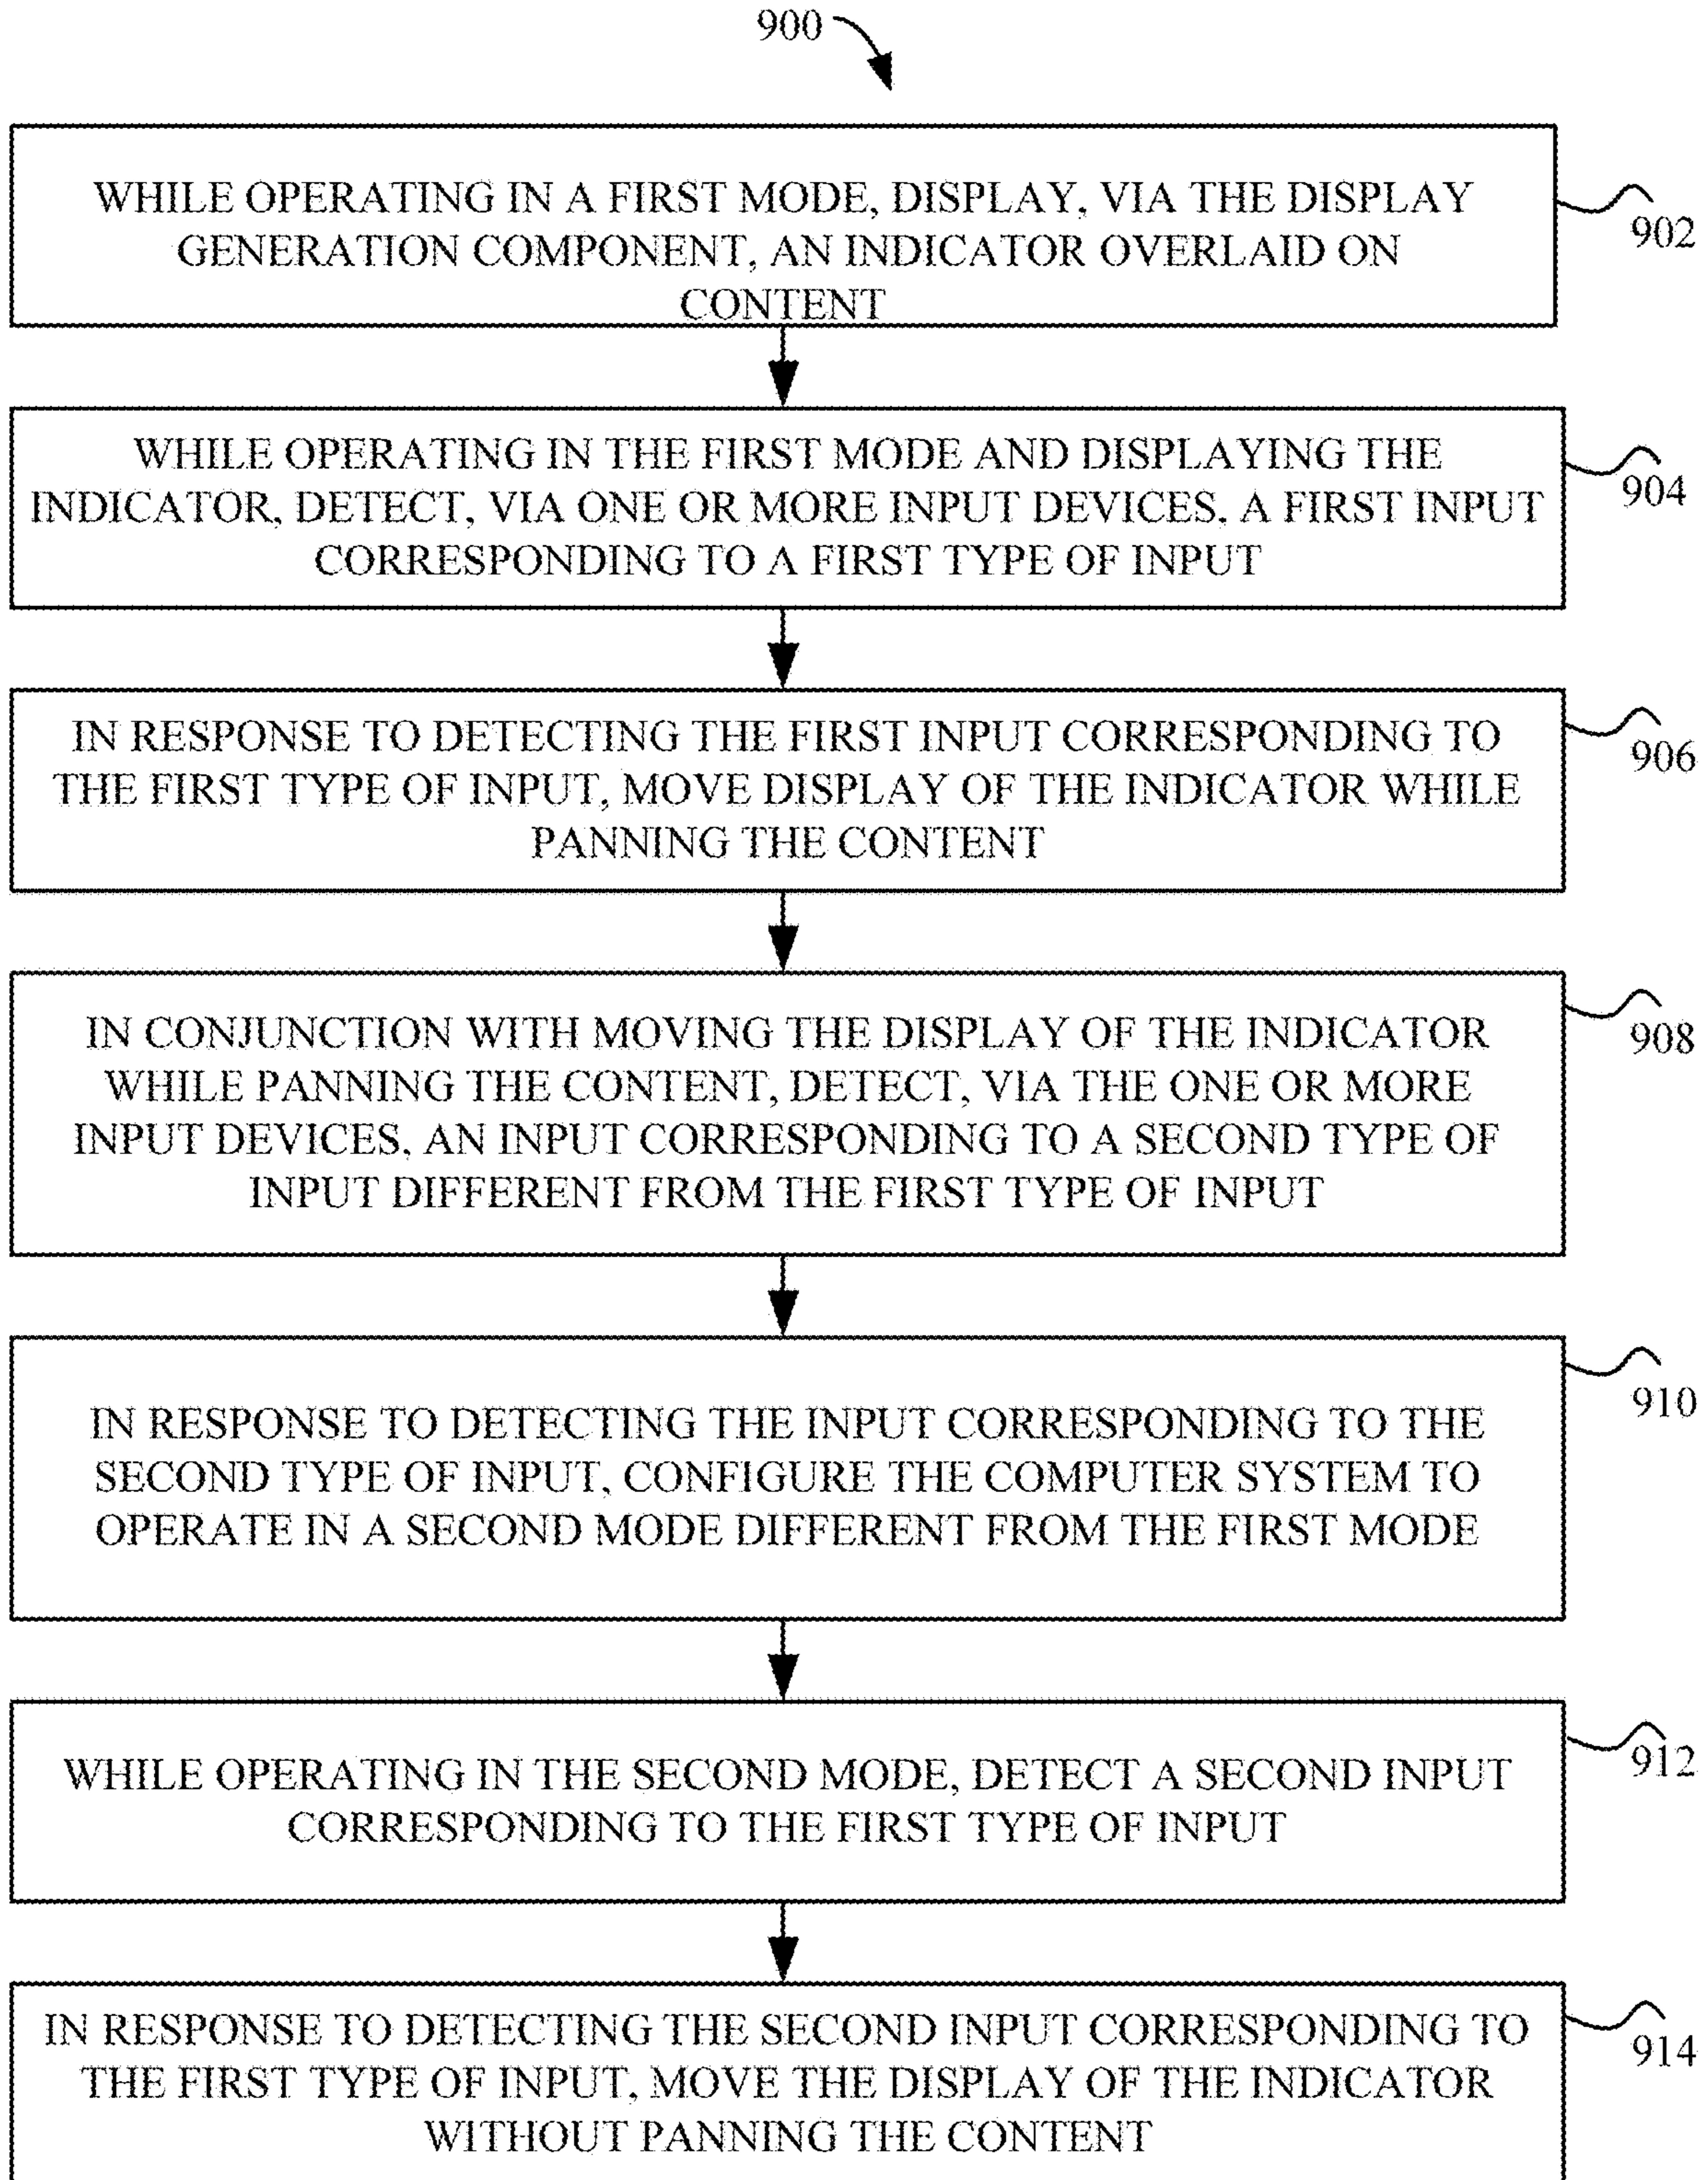 900
WHILE OPERATING IN A FIRST MODE, DISPLAY, VIA THE DISPLAY
GENERATION COMPONENT, AN INDICATOR OVERLAID ON
CONTENT
902
WHILE OPERATING IN THE FIRST MODE AND DISPLAYING THE
INDICATOR, DETECT, VIA ONE OR MORE INPUT DEVICES, A FIRST INPUT
CORRESPONDING TO A FIRST TYPE OF INPUT
904
IN RESPONSE TO DETECTING THE FIRST INPUT CORRESPONDING TO
THE FIRST TYPE OF INPUT, MOVE DISPLAY OF THE INDICATOR WHILE
PANNING THE CONTENT
906
IN CONJUNCTION WITH MOVING THE DISPLAY OF THE INDICATOR
WHILE PANNING THE CONTENT, DETECT, VIA THE ONE OR MORE
INPUT DEVICES, AN INPUT CORRESPONDING TO A SECOND TYPE OF
INPUT DIFFERENT FROM THE FIRST TYPE OF INPUT
908
IN RESPONSE TO DETECTING THE INPUT CORRESPONDING TO THE
SECOND TYPE OF INPUT, CONFIGURE THE COMPUTER SYSTEM TO
OPERATE IN A SECOND MODE DIFFERENT FROM THE FIRST MODE
910
WHILE OPERATING IN THE SECOND MODE, DETECT A SECOND INPUT
CORRESPONDING TO THE FIRST TYPE OF INPUT
912
IN RESPONSE TO DETECTING THE SECOND INPUT CORRESPONDING TO
THE FIRST TYPE OF INPUT, MOVE THE DISPLAY OF THE INDICATOR
WITHOUT PANNING THE CONTENT
914